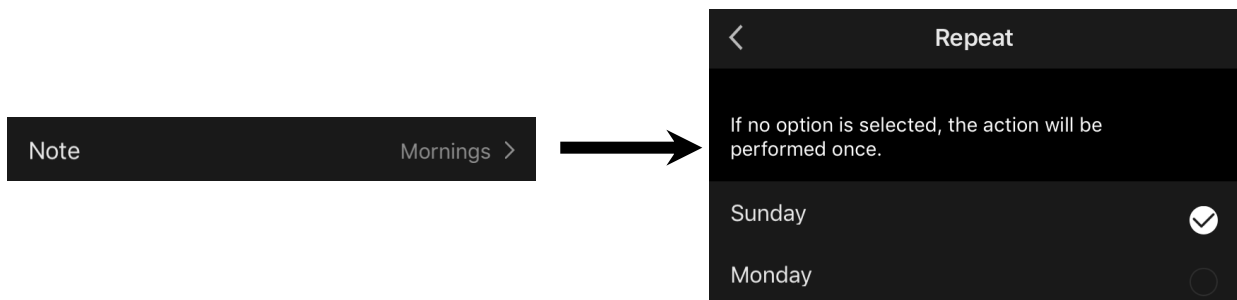 Note
Mornings
Repeat
If no option is selected, the action will be
performed once.
Sunday
Monday